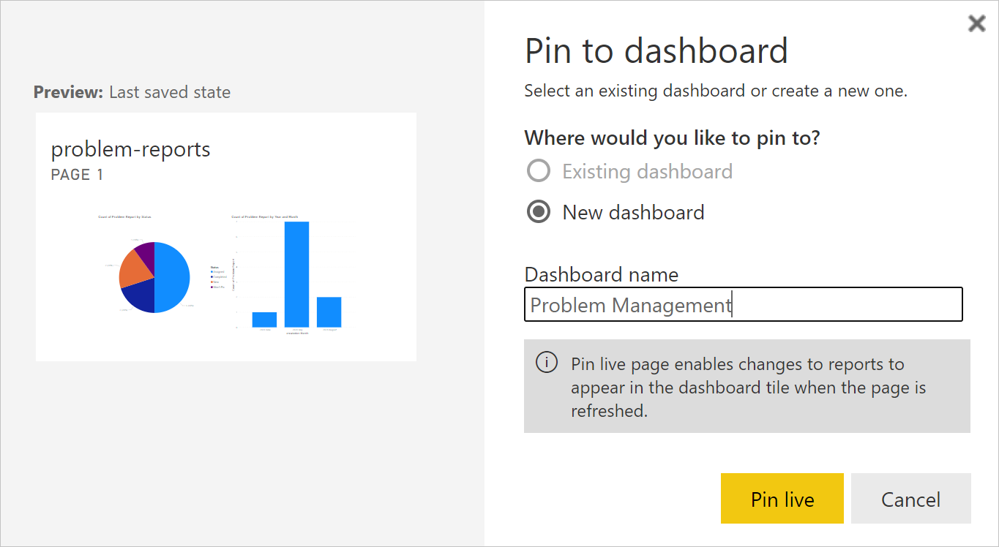 Preview: Last saved state
problem-reports
PAGE 1
Count of Problem Report by Status
Count of Problem Report by Year and Month
Status
Assigned
Completed
New
Won't Fix
Pin to dashboard
Select an existing dashboard or create a new one.
Where would you like to pin to?
Existing dashboard
New dashboard
Dashboard name
Problem Management
Pin live page enables changes to reports to
appear in the dashboard tile when the page is
refreshed.
Pin live
Cancel